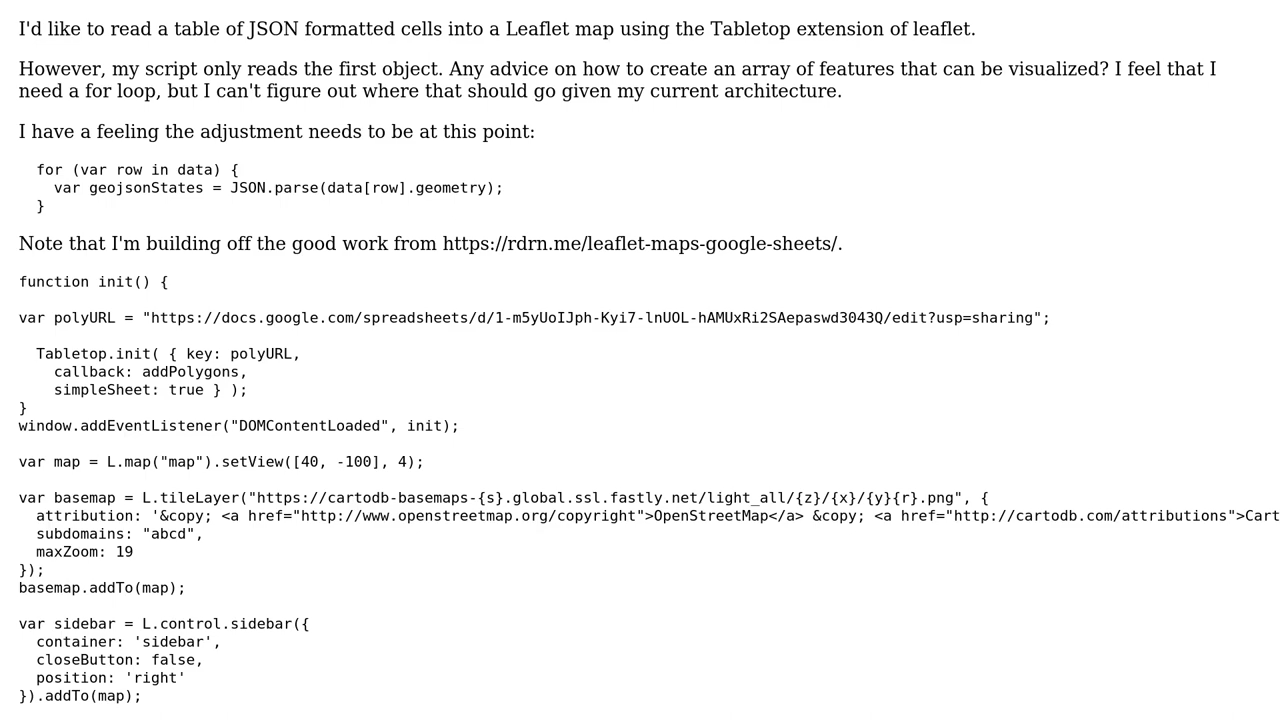 I'd like to read a table of JSON formatted cells into a Leaflet map using the Tabletop extension of leaflet.
However, my script only reads the first object. Any advice on how to create an array of features that can be visualized? I feel that I
need a for loop, but I can't figure out where that should go given my current architecture.
I have a feeling the adjustment needs to be at this point:
for (var row in data) {
var geojsonStates = JSON.parse(data[row].geometry);
}
Note that I'm building off the good work from https://rdrn.me/leaflet-maps-google-sheets/.
function init() {
var polyURL = "https://docs.google.com/spreadsheets/d/1-m5yUoIJph-Kyi7-lnUOL-hAMUxRi2SAepaswd3043Q/edit?usp=sharing";
Tabletop.init( { key: polyURL,
callback: addPolygons,
simpleSheet: true } );
}
window.addEventListener("DOMContentLoaded", init);
var map = L.map("map").setView([40, -100], 4);
var basemap = L.tileLayer("https://cartodb-basemaps-{s}.global.ssl.fastly.net/light_all/{z}/{x}/{y}{r}.png", {
attribution: '&copy; <a href="http://www.openstreetmap.org/copyright">OpenStreetMap</a> &copy; <a href="http://cartodb.com/attributions">Cart
subdomains: "abcd",
maxZoom: 19
});
basemap.addTo(map);
var sidebar = L.control.sidebar({
container: 'sidebar',
closeButton: false,
position: 'right'
}).addTo(map);